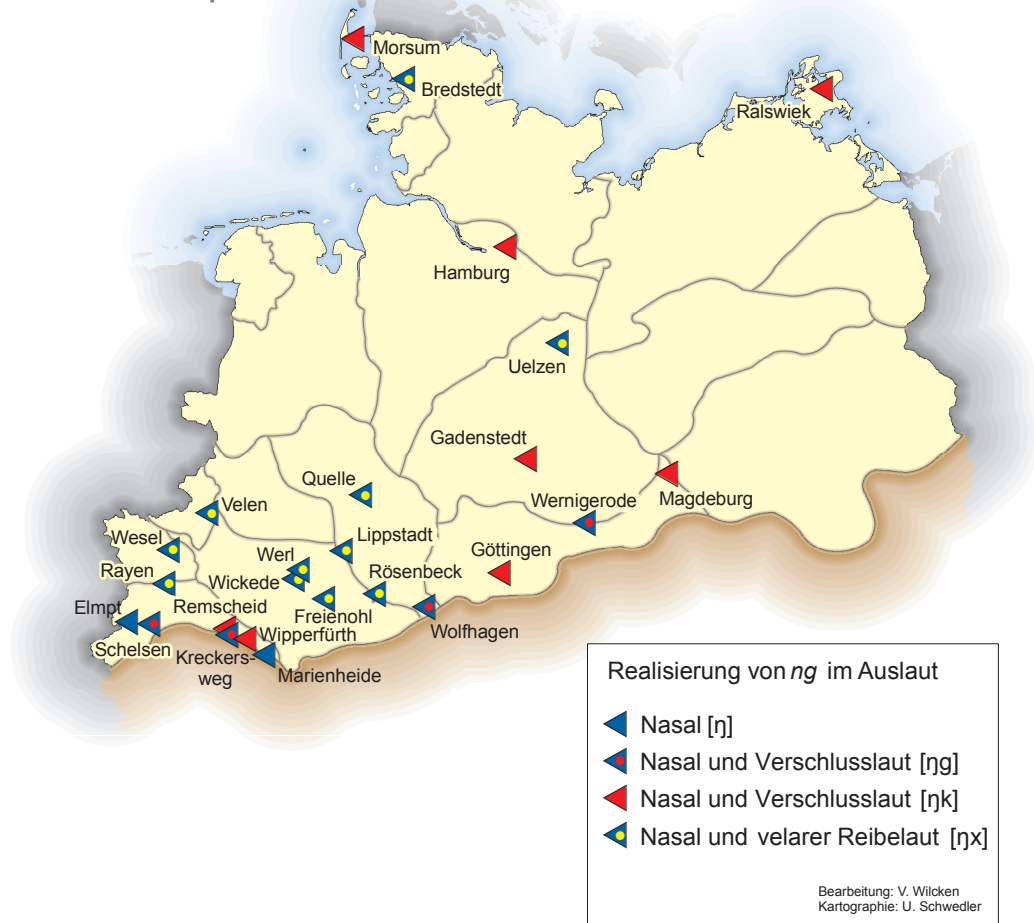 Morsum
Bredstedt
Ralswiek
Hamburg
Uelzen
Gadenstedt
Quelle
Wernigerode
Magdeburg
Velen
Lippstadt
Wesel
Werl
Göttingen
Rayen
Wickede
Rösenbeck
Elmpt
Remscheid
Freienohl
Wolfhagen
Schelsen
Wipperfürth
Kreckers-
weg
Marienheide
Realisierung von ng im Auslaut
Nasal [ŋ]
Nasal und Verschlusslaut [ŋg]
Nasal und Verschlusslaut [ŋk]
Nasal und velarer Reibelaut [ŋx]
Bearbeitung: V. Wilcken
Kartographie: U. Schwedler